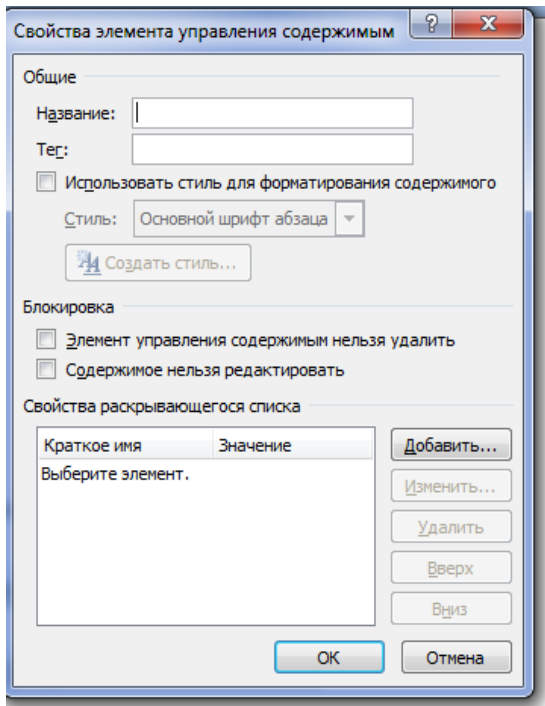 Свойства элемента управления содержимым
Общие
Название:
Тег:
Использовать стиль для форматирования содержимого
Стиль: Основной шрифт абзаца
Создать стиль...
Блокировка
Элемент управления содержимым нельзя удалить
Содержимое нельзя редактировать
Свойства раскрывающегося списка
Краткое имя Значение
Выберите элемент.
Добавить...
Изменить...
Удалить
Вверх
Вниз
ОК Отмена